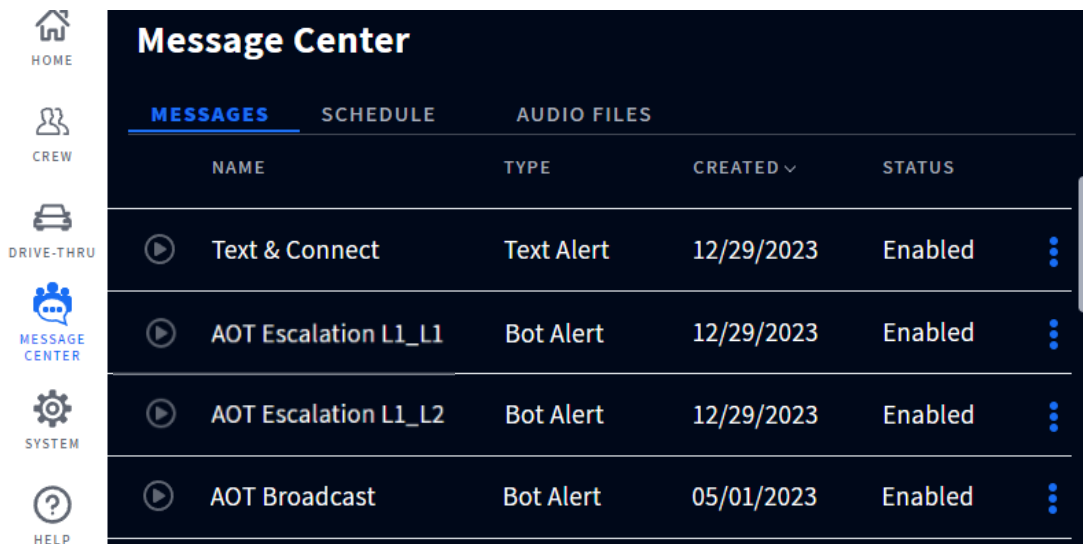 HOME
CREW
DRIVE-THRU
MESSAGE
CENTER
SYSTEM
HELP
Message Center
MESSAGES SCHEDULE AUDIO FILES
NAME TYPE CREATED STATUS
Text & Connect Text Alert 12/29/2023 Enabled
AOT Escalation L1_L1 Bot Alert 12/29/2023 Enabled
AOT Escalation L1_L2 Bot Alert 12/29/2023 Enabled
AOT Broadcast Bot Alert 05/01/2023 Enabled